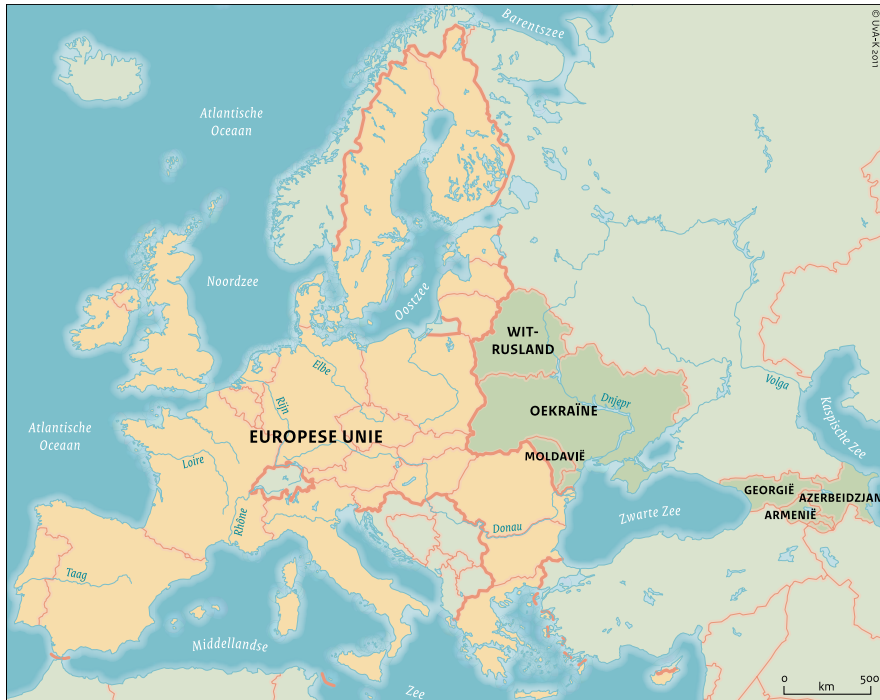 © UvA-K 2011
Barentszee
Atlantische
Oceaan
Noordzee
Oostzee
WIT-
RUSLAND
Elbe
Rijn
Volga
Kaspische Zee
Dnjepr
OEKRAÏNE
Atlantische
Oceaan
EUROPESE UNIE
Loire
MOLDAVIË
GEORGIË
AZERBEIDZJAN
ARMENIË
Zwarte Zee
Rhône
Donau
Taag
Middellandse
Zee
0
500
km